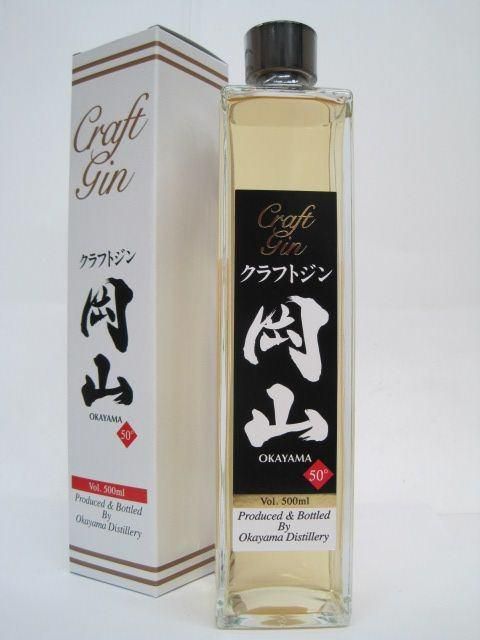 Craft
Gin
クラフトジン
岡山
OKAYAMA
50°
Vol. 500ml
Produced & Bottled
By
Okayama Distillery
Craft
Gin
クラフトジン
岡山
OKAYAMA
50°
Vol. 500ml
Produced & Bottled
By
Okayama Distillery